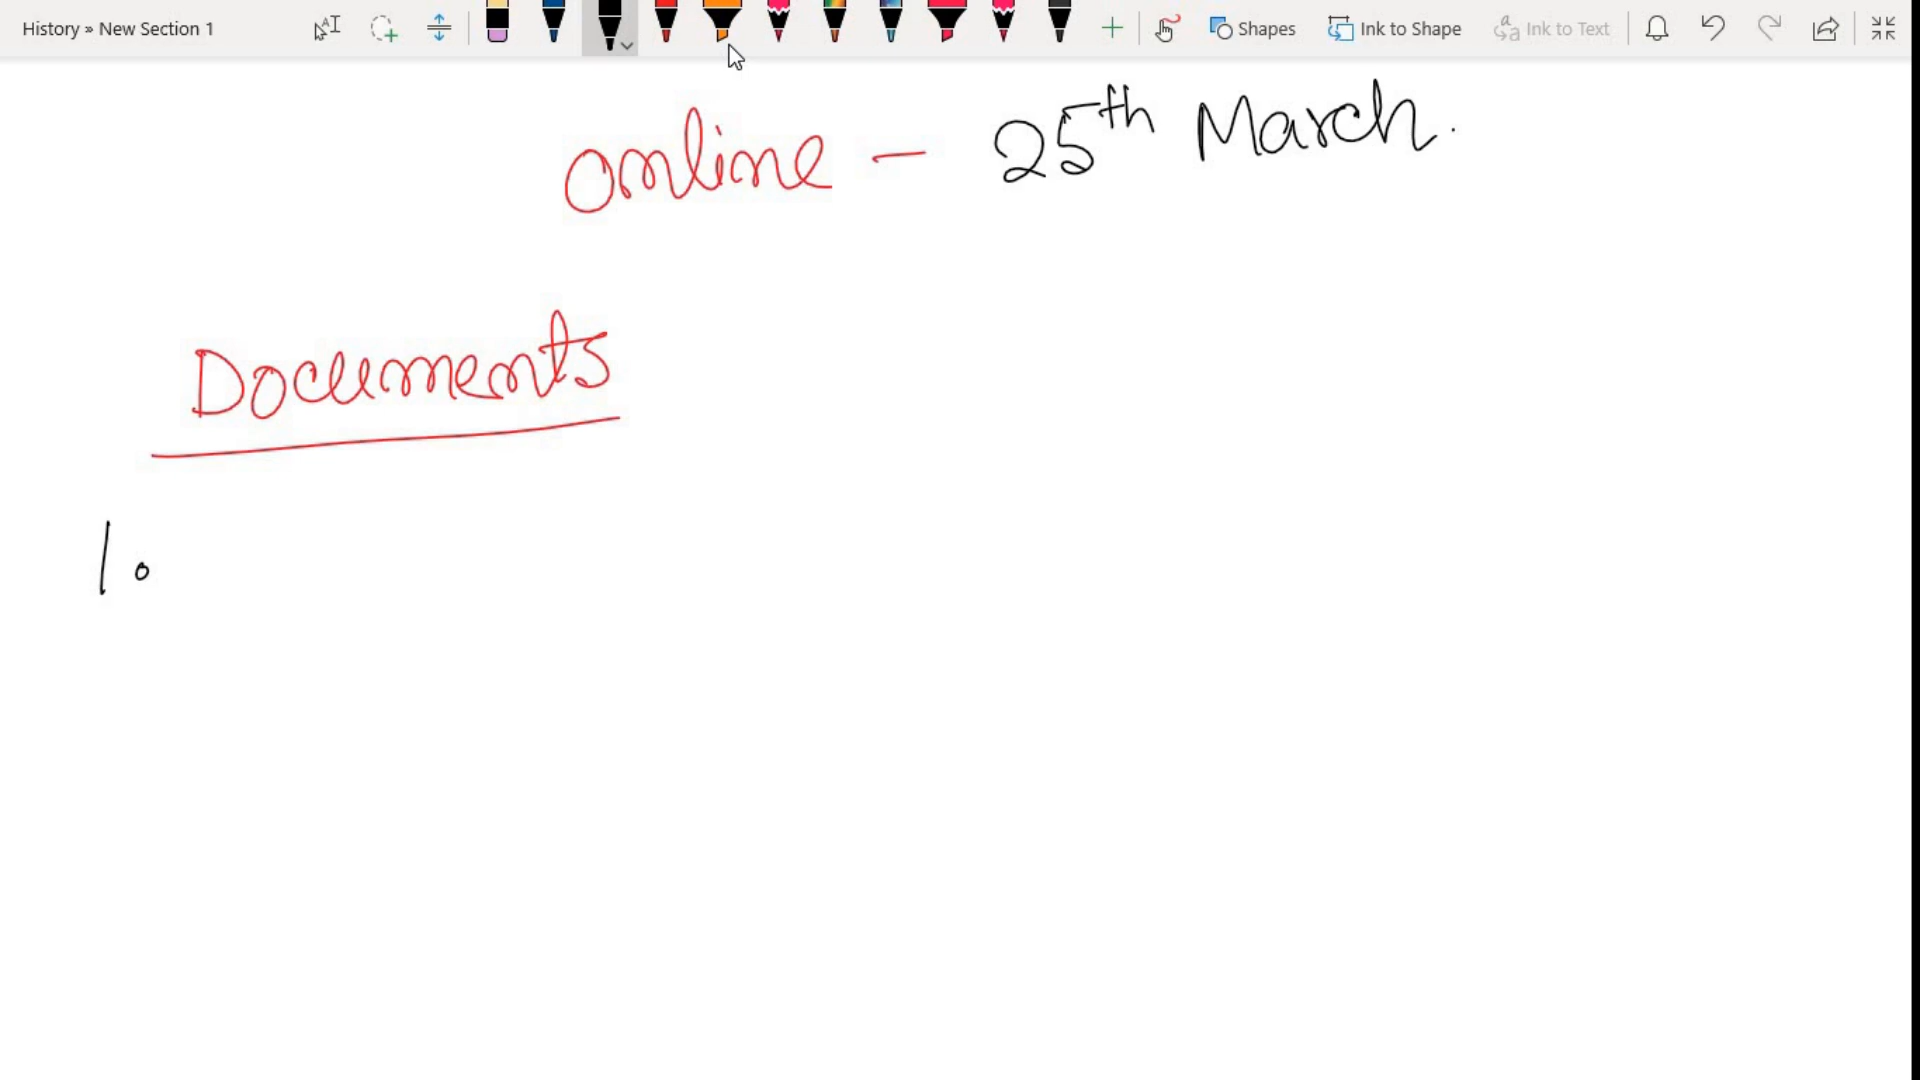 History » New Section 1 Shapes Ink to Shape Ink to Text
online - 25th March.
Documents
1.